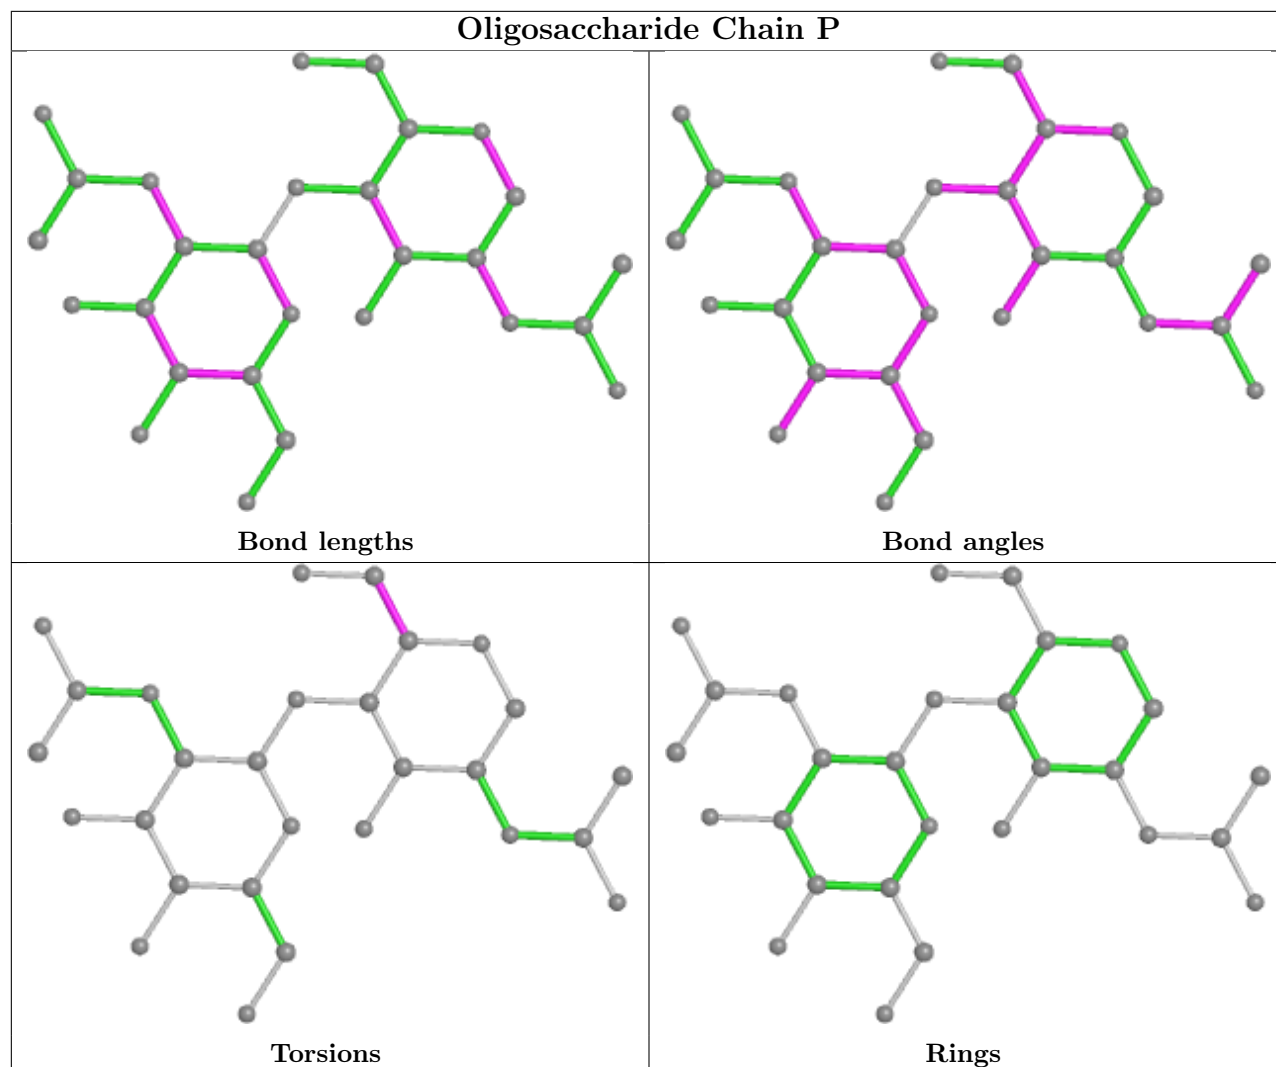 Oligosaccharide Chain P
Bond lengths
Bond angles
Torsions
Rings